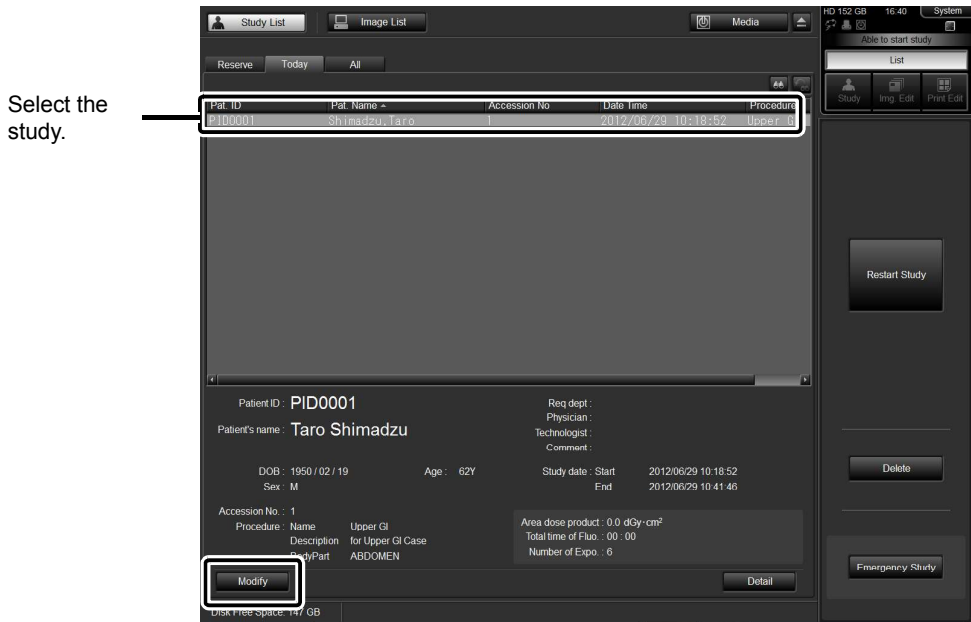 Select the
study.
Study List
Image List
Media
HD 152 GB 16:40 System
Able to start study
List
Study Img. Edit Print Edit
Reserve Today All
Pat. ID Pat. Name Accession No Date Time Procedure
PID0001 Shimadzu,Taro 1 2012/06/29 10:18:52 Upper G
Restart Study
Patient ID : PID0001
Patient's name : Taro Shimadzu
DOB : 1950 / 02 / 19 Age : 62Y
Sex : M
Accession No. : 1
Procedure : Name Upper GI
Description for Upper GI Case
BodyPart ABDOMEN
Req dept :
Physician :
Technologist :
Comment :
Study date : Start 2012/06/29 10:18:52
End 2012/06/29 10:41:46
Area dose product : 0.0 dGy·cm²
Total time of Fluo. : 00 : 00
Number of Expo. : 6
Delete
Emergency Study
Modify
Detail
Disk Free Space: 147 GB